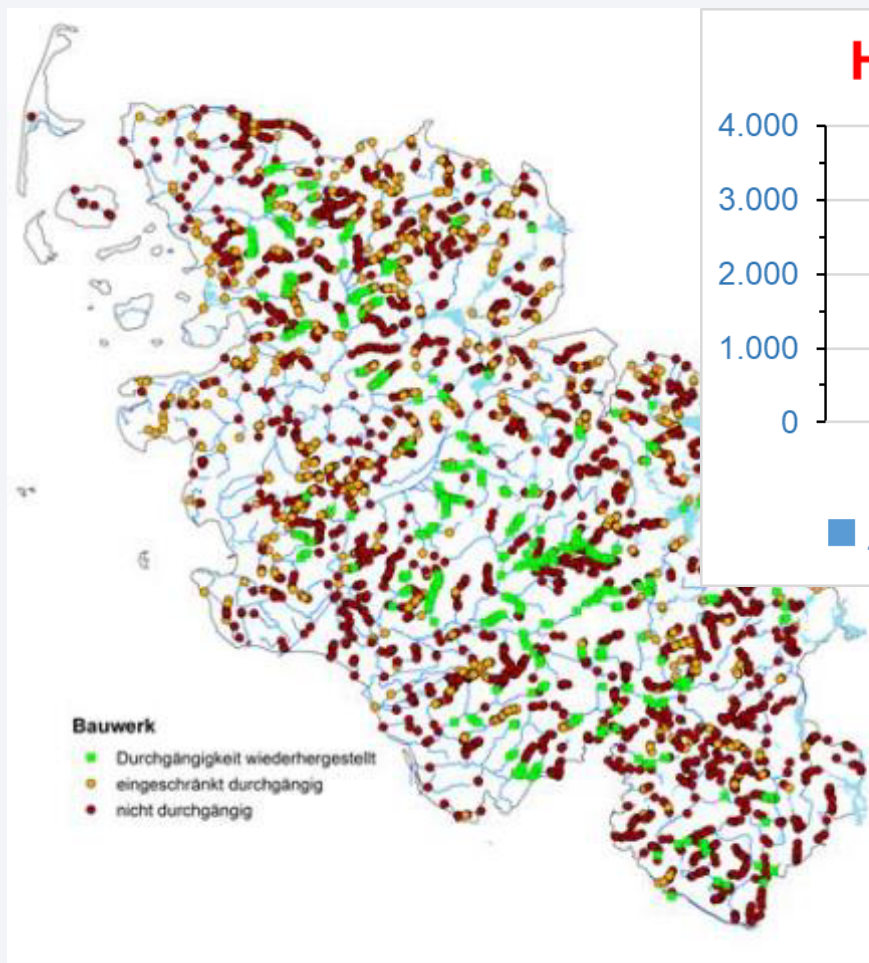 H
4.000
3.000
2.000
1.000
0
Bauwerk
Durchgängigkeit wiederhergestellt
eingeschränkt durchgängig
nicht durchgängig